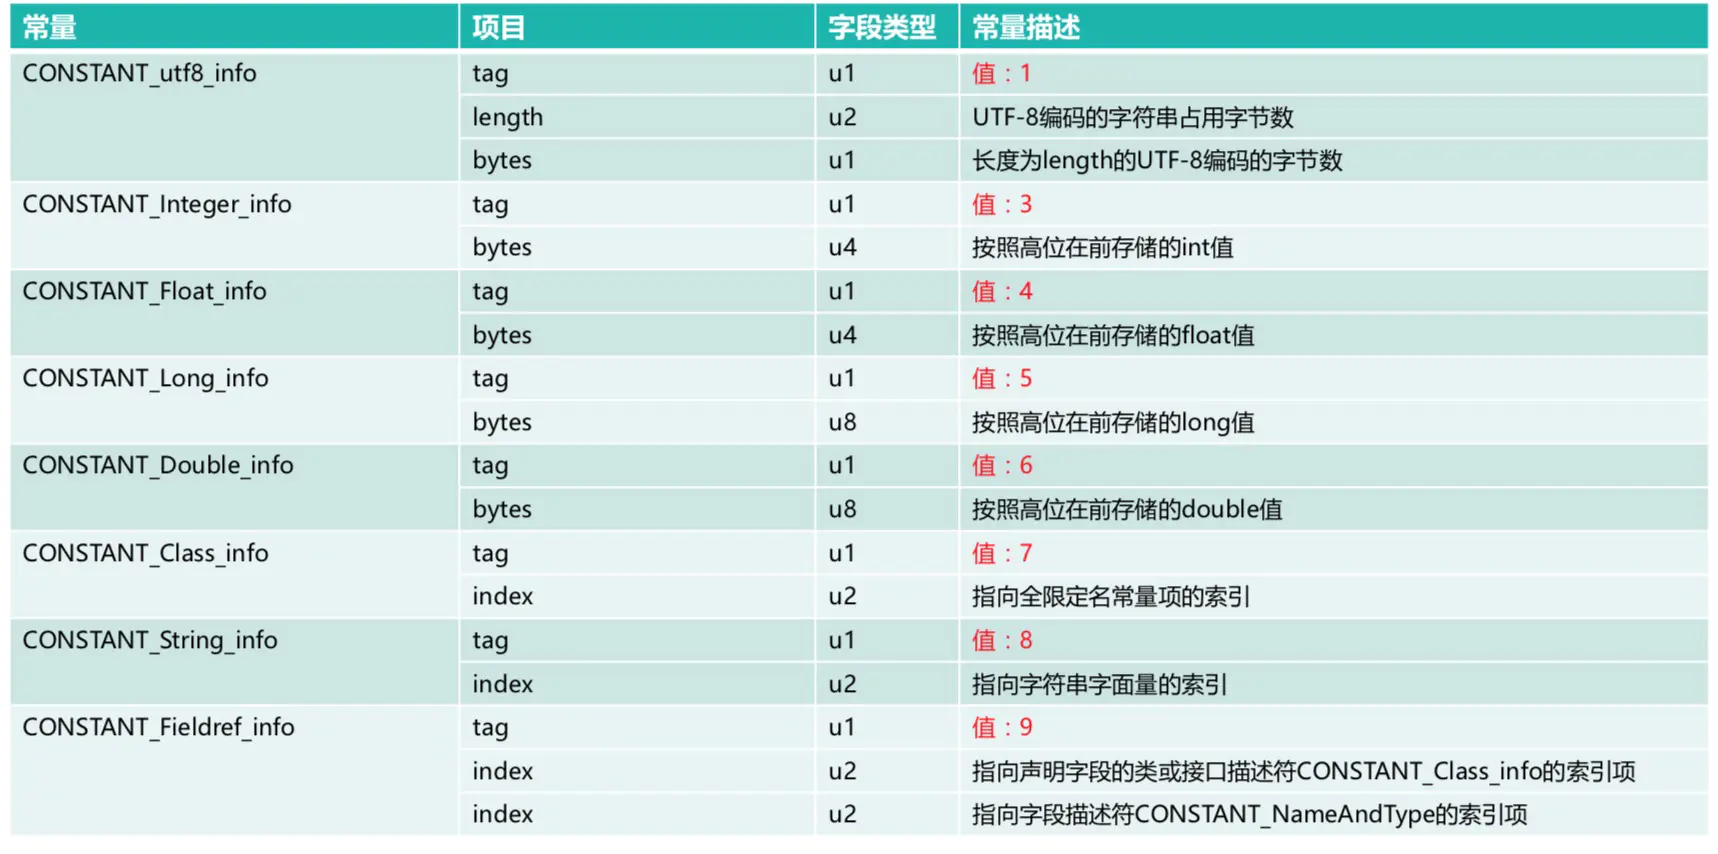 常量 项目 字段类型 常量描述
CONSTANT_utf8_info tag u1 值：1
length u2 UTF-8编码的字符串占用字节数
bytes u1 长度为length的UTF-8编码的字节数
CONSTANT_Integer_info tag u1 值：3
bytes u4 按照高位在前存储的int值
CONSTANT_Float_info tag u1 值：4
bytes u4 按照高位在前存储的float值
CONSTANT_Long_info tag u1 值：5
bytes u8 按照高位在前存储的long值
CONSTANT_Double_info tag u1 值：6
bytes u8 按照高位在前存储的double值
CONSTANT_Class_info tag u1 值：7
index u2 指向全限定名常量项的索引
CONSTANT_String_info tag u1 值：8
index u2 指向字符串字面量的索引
CONSTANT_Fieldref_info tag u1 值：9
index u2 指向声明字段的类或接口描述符CONSTANT_Class_info的索引项
index u2 指向字段描述符CONSTANT_NameAndType的索引项